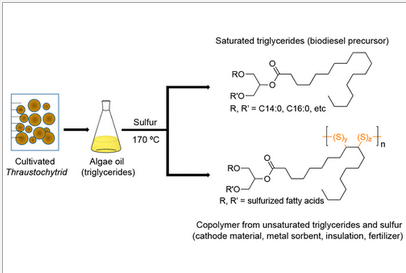 Saturated triglycerides (biodiesel precursor)
RO
O
O
R'O
R, R' = C14:0, C16:0, etc
Sulfur
170 ºC
Cultivated
Thraustochytrid
Algae oil
(triglycerides)
(S)y (S)z
n
RO
O
O
R'O
R, R' = sulfurized fatty acids
Copolymer from unsaturated triglycerides and sulfur
(cathode material, metal sorbent, insulation, fertilizer)